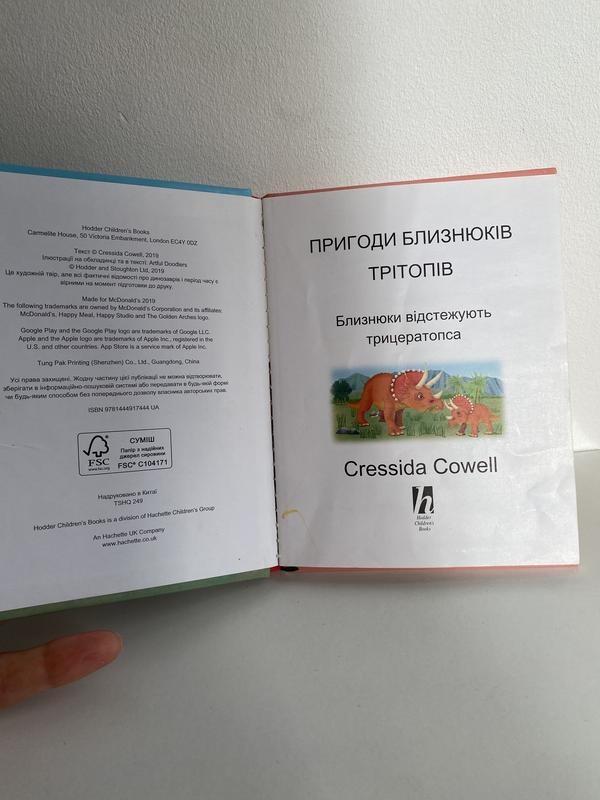 Hodder Children's Books
Carmelite House, 50 Victoria Embankment, London EC4Y 0DZ
Текст © Cressida Cowell, 2019
Ілюстрації на обкладинці та в тексті: Artful Doodlers
© Hodder and Stoughton Ltd, 2019
Це художній твір, але всі фактичні відомості про динозаврів і період часу є
вірними на момент підготовки до друку.
Made for McDonald's 2019
The following trademarks are owned by McDonald's Corporation and its affiliates:
McDonald's, Happy Meal, Happy Studio and The Golden Arches logo.
Google Play and the Google Play logo are trademarks of Google LLC.
Apple and the Apple logo are trademarks of Apple Inc., registered in the
U.S. and other countries. App Store is a service mark of Apple Inc.
Tung Pak Printing (Shenzhen) Co., Ltd., Guangdong, China
Усі права захищені. Жодну частину цієї публікації не можна відтворювати,
зберігати в інформаційно-пошуковій системі або передавати в будь-якій формі
чи будь-яким способом без попереднього дозволу власника авторських прав.
ISBN 9781444917444 UA
FSC
www.fsc.org
СУМІШ
Папір з надійних
джерел сировини
FSC® C104171
Надруковано в Китаї
TSHQ 249
Hodder Children's Books is a division of Hachette Children's Group
An Hachette UK Company
www.hachette.co.uk
ПРИГОДИ БЛИЗНЮКІВ
ТРІТОПІВ
Близнюки відстежують
трицератопса
Cressida Cowell
h
Hodder
Children's
Books